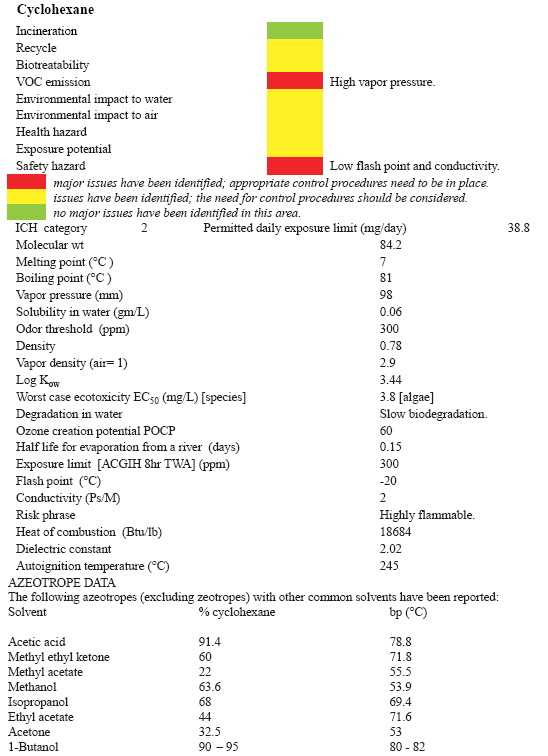 Cyclohexane
Incineration
Recycle
Biotreatability
VOC emission High vapor pressure.
Environmental impact to water
Environmental impact to air
Health hazard
Exposure potential
Safety hazard Low flash point and conductivity.
major issues have been identified; appropriate control procedures need to be in place.
issues have been identified; the need for control procedures should be considered.
no major issues have been identified in this area.
ICH category 2 Permitted daily exposure limit (mg/day) 38.8
Molecular wt 84.2
Melting point (°C ) 7
Boiling point (°C ) 81
Vapor pressure (mm) 98
Solubility in water (gm/L) 0.06
Odor threshold (ppm) 300
Density 0.78
Vapor density (air= 1) 2.9
Log Kow 3.44
Worst case ecotoxicity EC50 (mg/L) [species] 3.8 [algae]
Degradation in water Slow biodegradation.
Ozone creation potential POCP 60
Half life for evaporation from a river (days) 0.15
Exposure limit [ACGIH 8hr TWA] (ppm) 300
Flash point (°C) -20
Conductivity (Ps/M) 2
Risk phrase Highly flammable.
Heat of combustion (Btu/lb) 18684
Dielectric constant 2.02
Autoignition temperature (°C) 245
AZEOTROPE DATA
The following azeotropes (excluding zeotropes) with other common solvents have been reported:
Solvent % cyclohexane bp (°C)
Acetic acid 91.4 78.8
Methyl ethyl ketone 60 71.8
Methyl acetate 22 55.5
Methanol 63.6 53.9
Isopropanol 68 69.4
Ethyl acetate 44 71.6
Acetone 32.5 53
1-Butanol 90 – 95 80 - 82